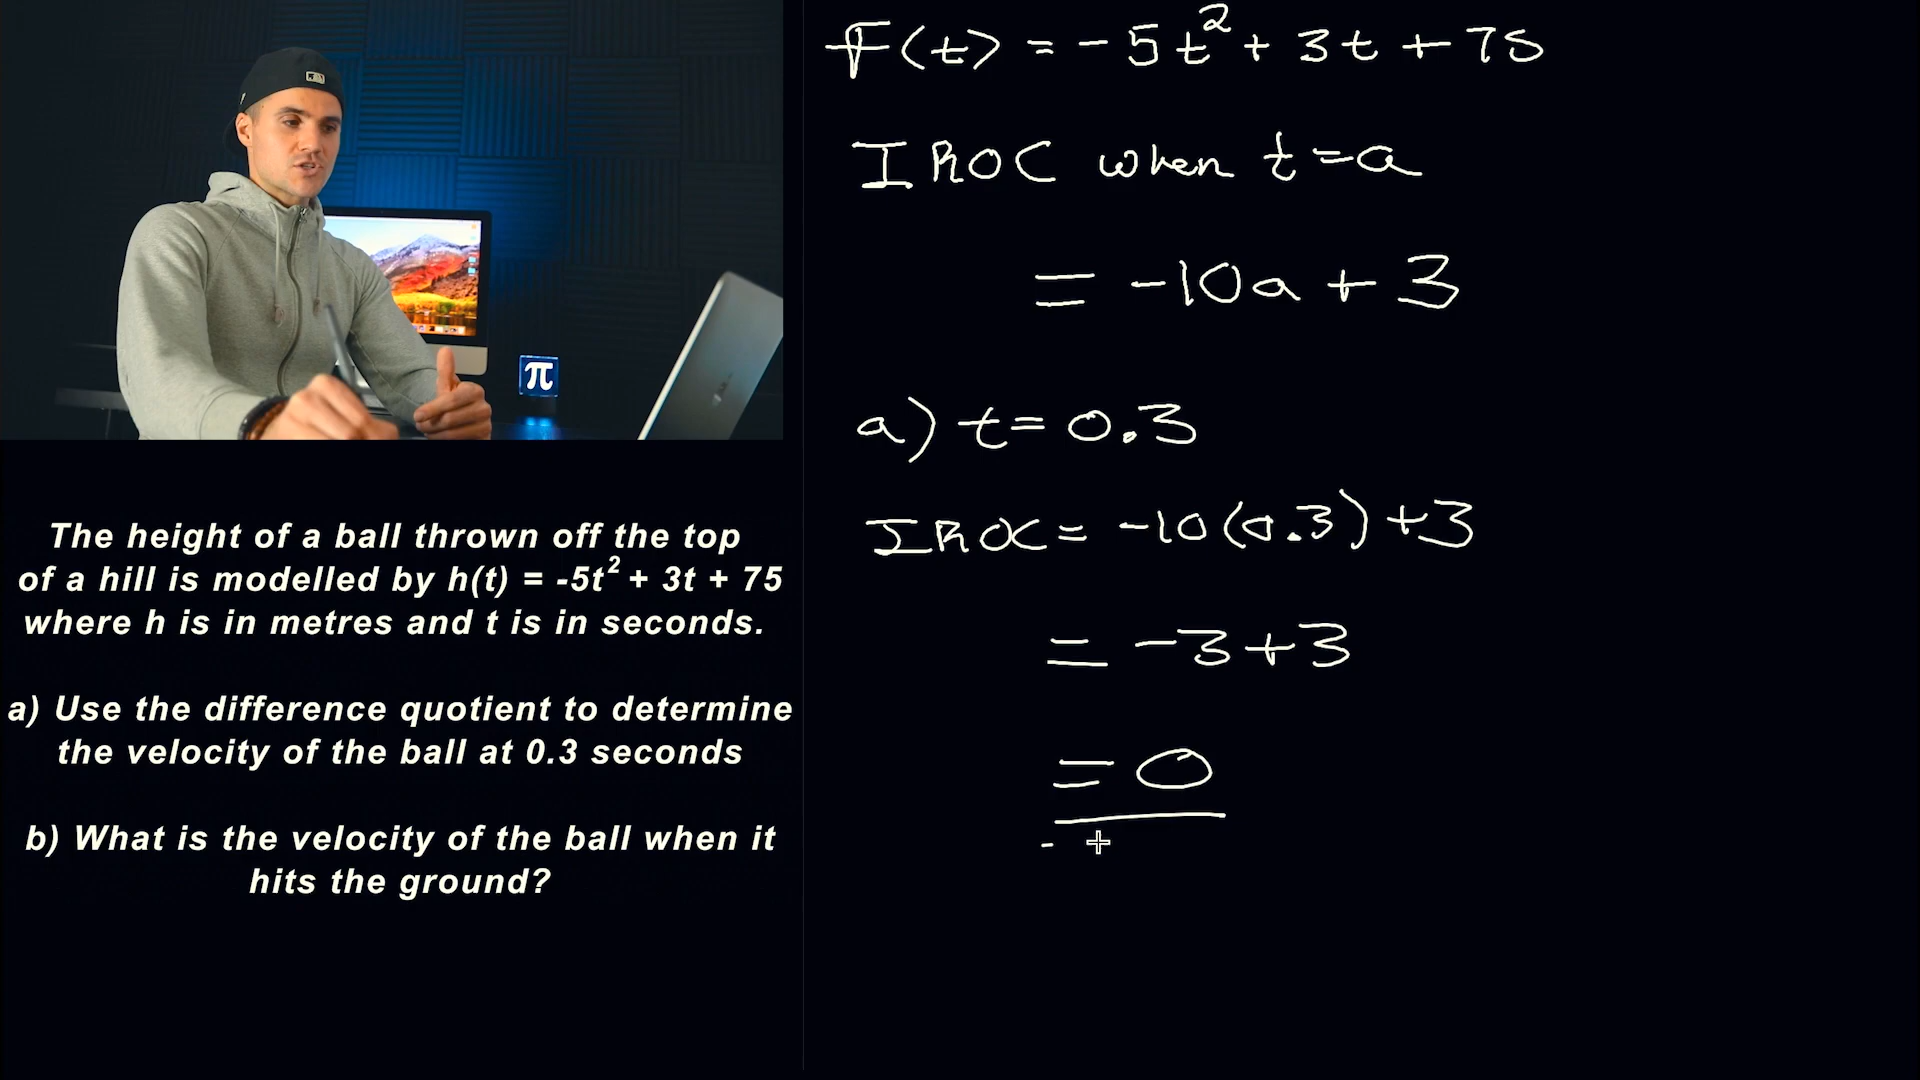 π
The height of a ball thrown off the top
of a hill is modelled by h(t) = -5t² + 3t + 75
where h is in metres and t is in seconds.
a) Use the difference quotient to determine
the velocity of the ball at 0.3 seconds
b) What is the velocity of the ball when it
hits the ground?
F(t) = -5t² + 3t + 75
IROC when t=a
= -10a + 3
a) t= 0.3
IROC = -10(0.3)+3
= -3+3
= 0